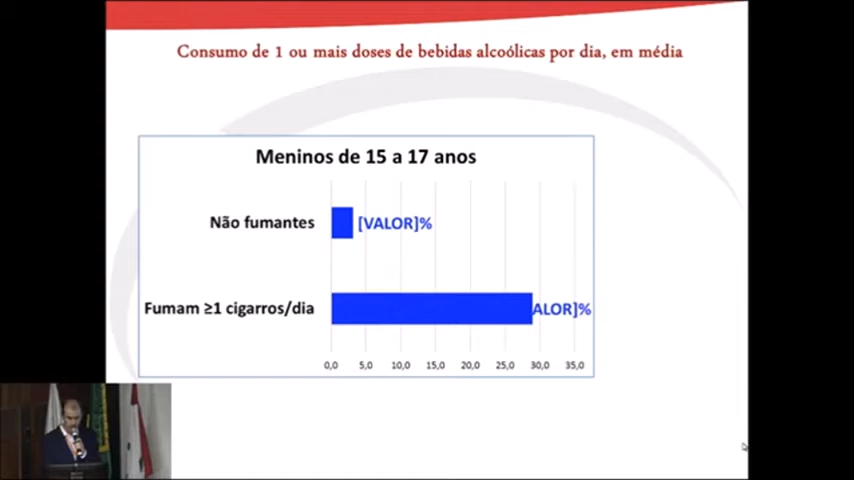 Consumo de 1 ou mais doses de bebidas alcoólicas por dia, em média
Meninos de 15 a 17 anos
Não fumantes
[VALOR]%
Fumam ≥1 cigarros/dia
ALOR]%
0,0 5,0 10,0 15,0 20,0 25,0 30,0 35,0